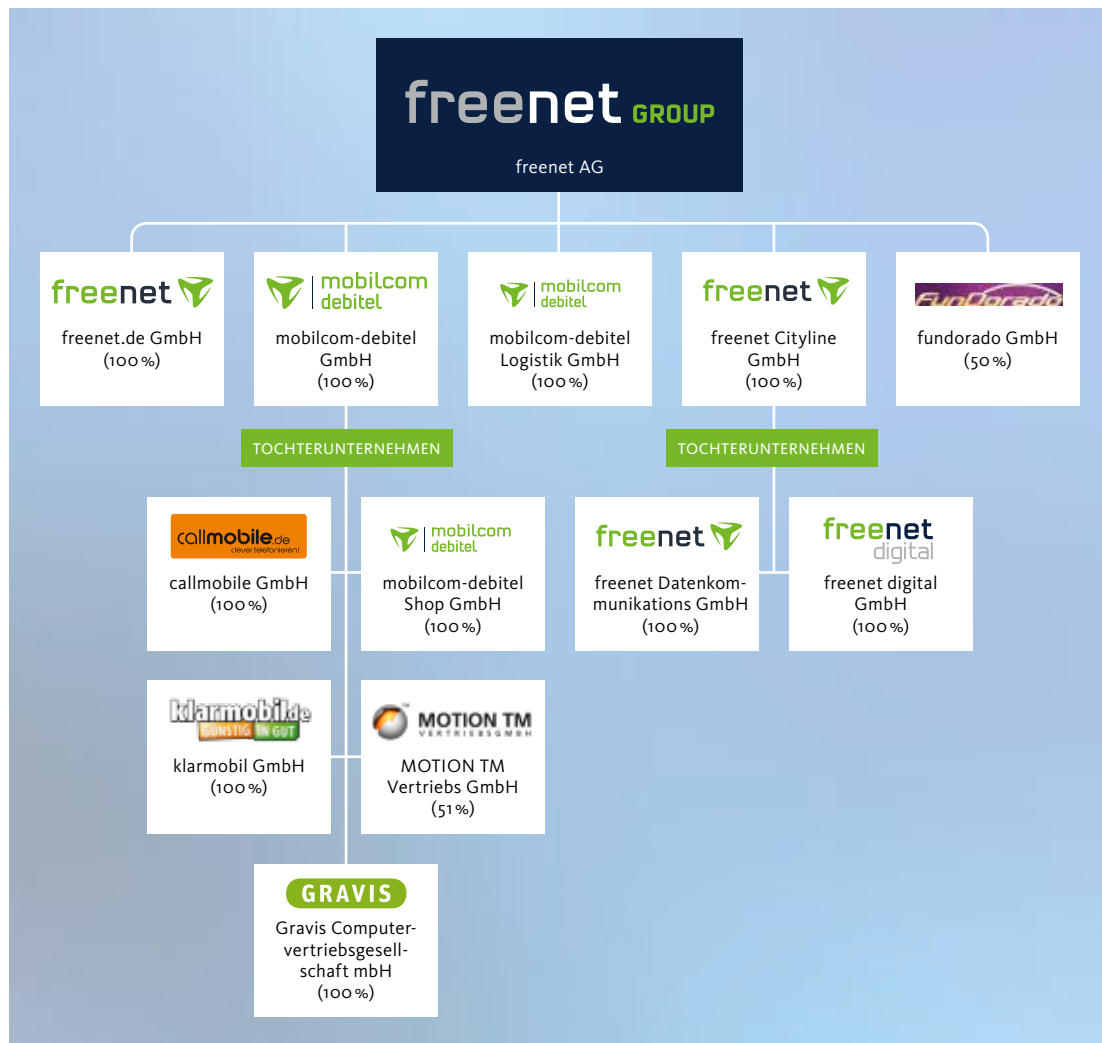 freenet GROUP
freenet AG
freenet
freenet.de GmbH
(100 %)
mobilcom
debitel
mobilcom-debitel
GmbH
(100 %)
mobilcom
debitel
mobilcom-debitel
Logistik GmbH
(100 %)
freenet
freenet Cityline
GmbH
(100 %)
FunDorado
fundorado GmbH
(50 %)
TOCHTERUNTERNEHMEN
TOCHTERUNTERNEHMEN
callmobile.de
clever telefonieren!
callmobile GmbH
(100 %)
mobilcom
debitel
mobilcom-debitel
Shop GmbH
(100 %)
freenet
freenet Datenkom-
munikations GmbH
(100 %)
freenet
digital
freenet digital
GmbH
(100 %)
klarmobil.de
GÜNSTIG IN GUT
klarmobil GmbH
(100 %)
MOTION TM
VERTRIEBSGMBH
MOTION TM
Vertriebs GmbH
(51 %)
GRAVIS
Gravis Computer-
vertriebsgesell-
schaft mbH
(100 %)